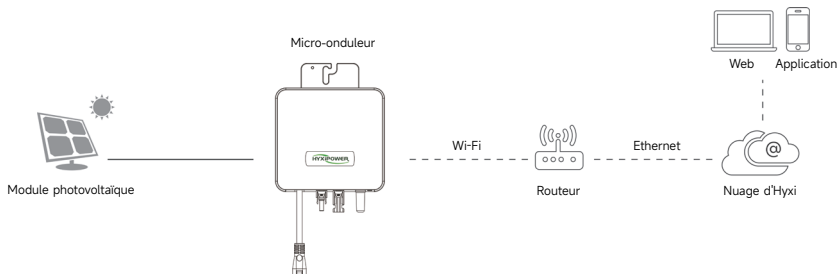 Micro-onduleur
Web
Application
HYXIPOWER
Wi-Fi
Ethernet
@
Module photovoltaïque
Routeur
Nuage d'Hyxi